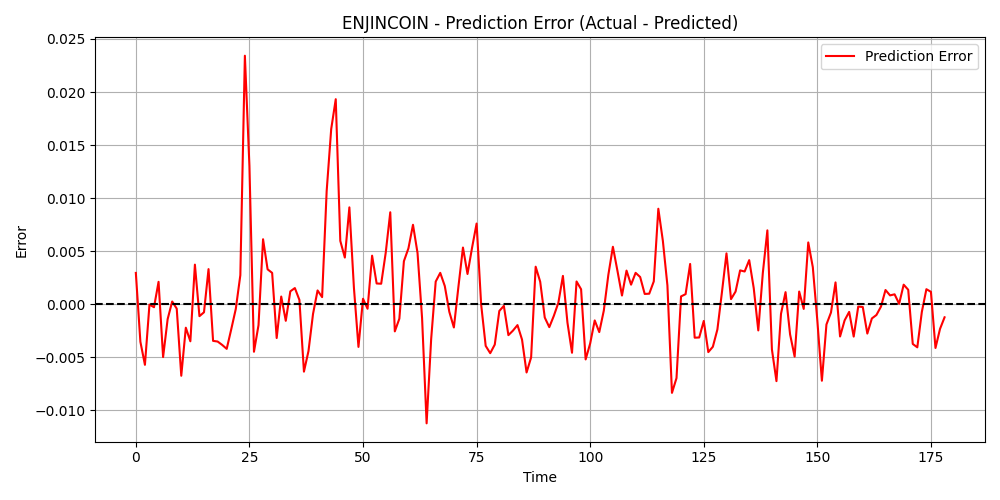 ENJINCOIN - Prediction Error (Actual - Predicted)
Prediction Error
Error
0.025
0.020
0.015
0.010
0.005
0.000
−0.005
−0.010
0 25 50 75 100 125 150 175
Time